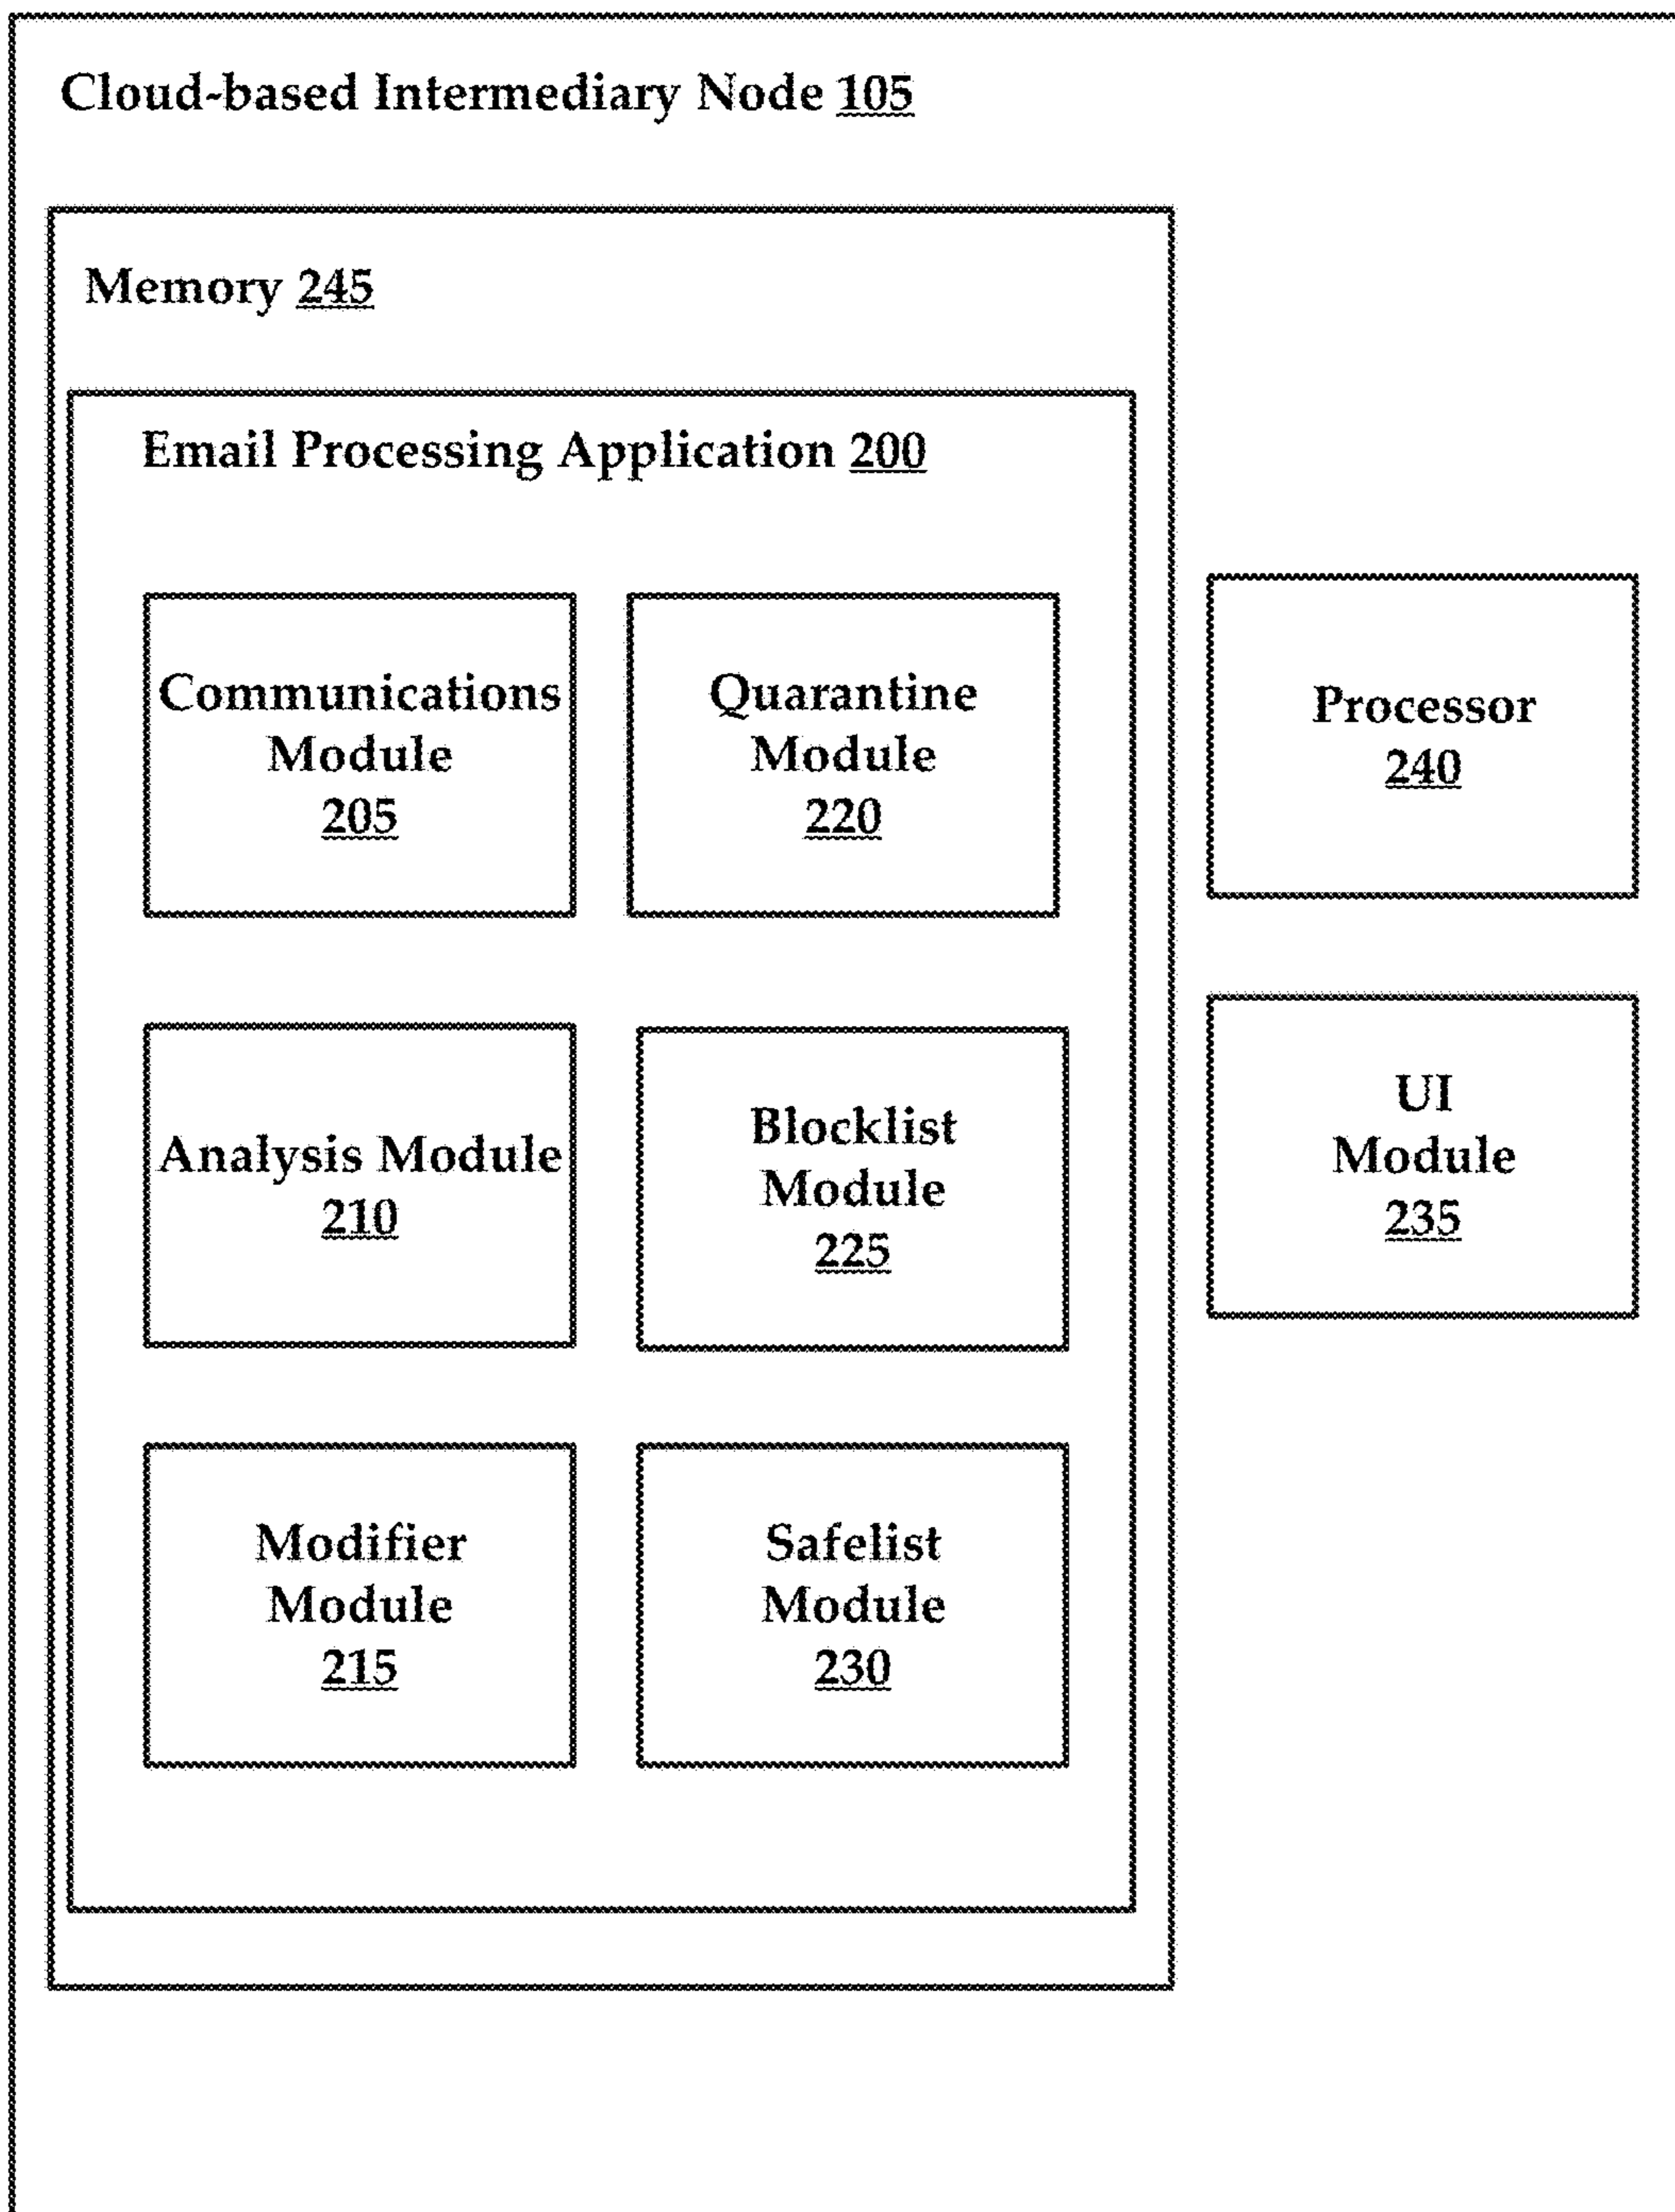 Cloud-based Intermediary Node 105
Memory 245
Email Processing Application 200
Communications
Module
205
Quarantine
Module
220
Processor
240
Analysis Module
210
Blocklist
Module
225
UI
Module
235
Modifier
Module
215
Safelist
Module
230